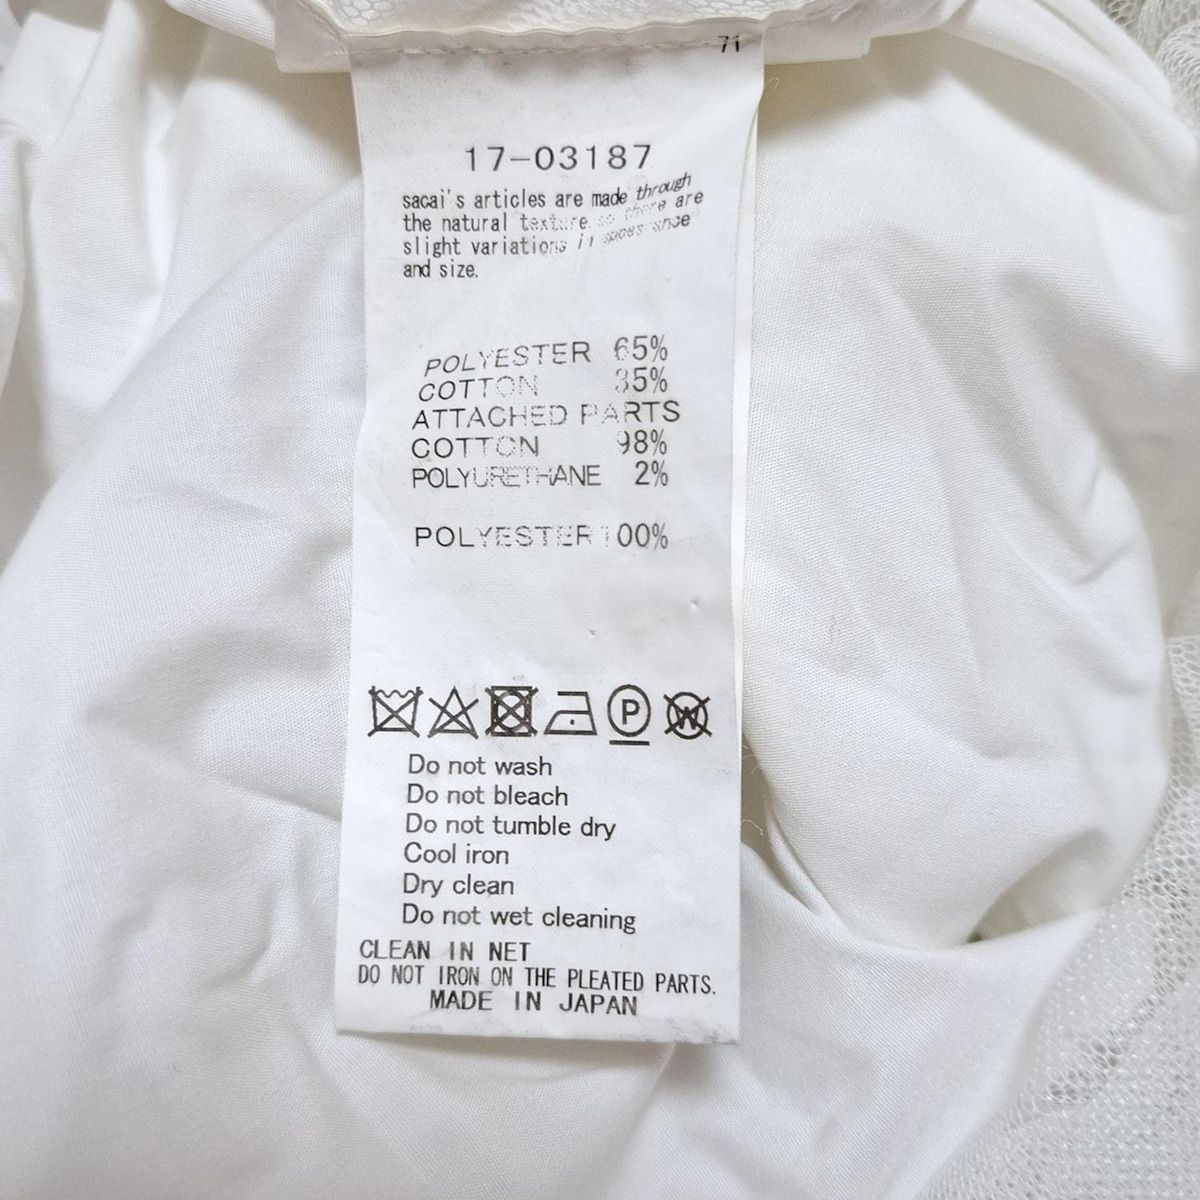 71
17-03187
sacai's articles are made through
the natural texture so there are
slight variations in appearance
and size.
POLYESTER 65%
COTTON 35%
ATTACHED PARTS
COTTON 98%
POLYURETHANE 2%
POLYESTER 100%
P
W
Do not wash
Do not bleach
Do not tumble dry
Cool iron
Dry clean
Do not wet cleaning
CLEAN IN NET
DO NOT IRON ON THE PLEATED PARTS.
MADE IN JAPAN